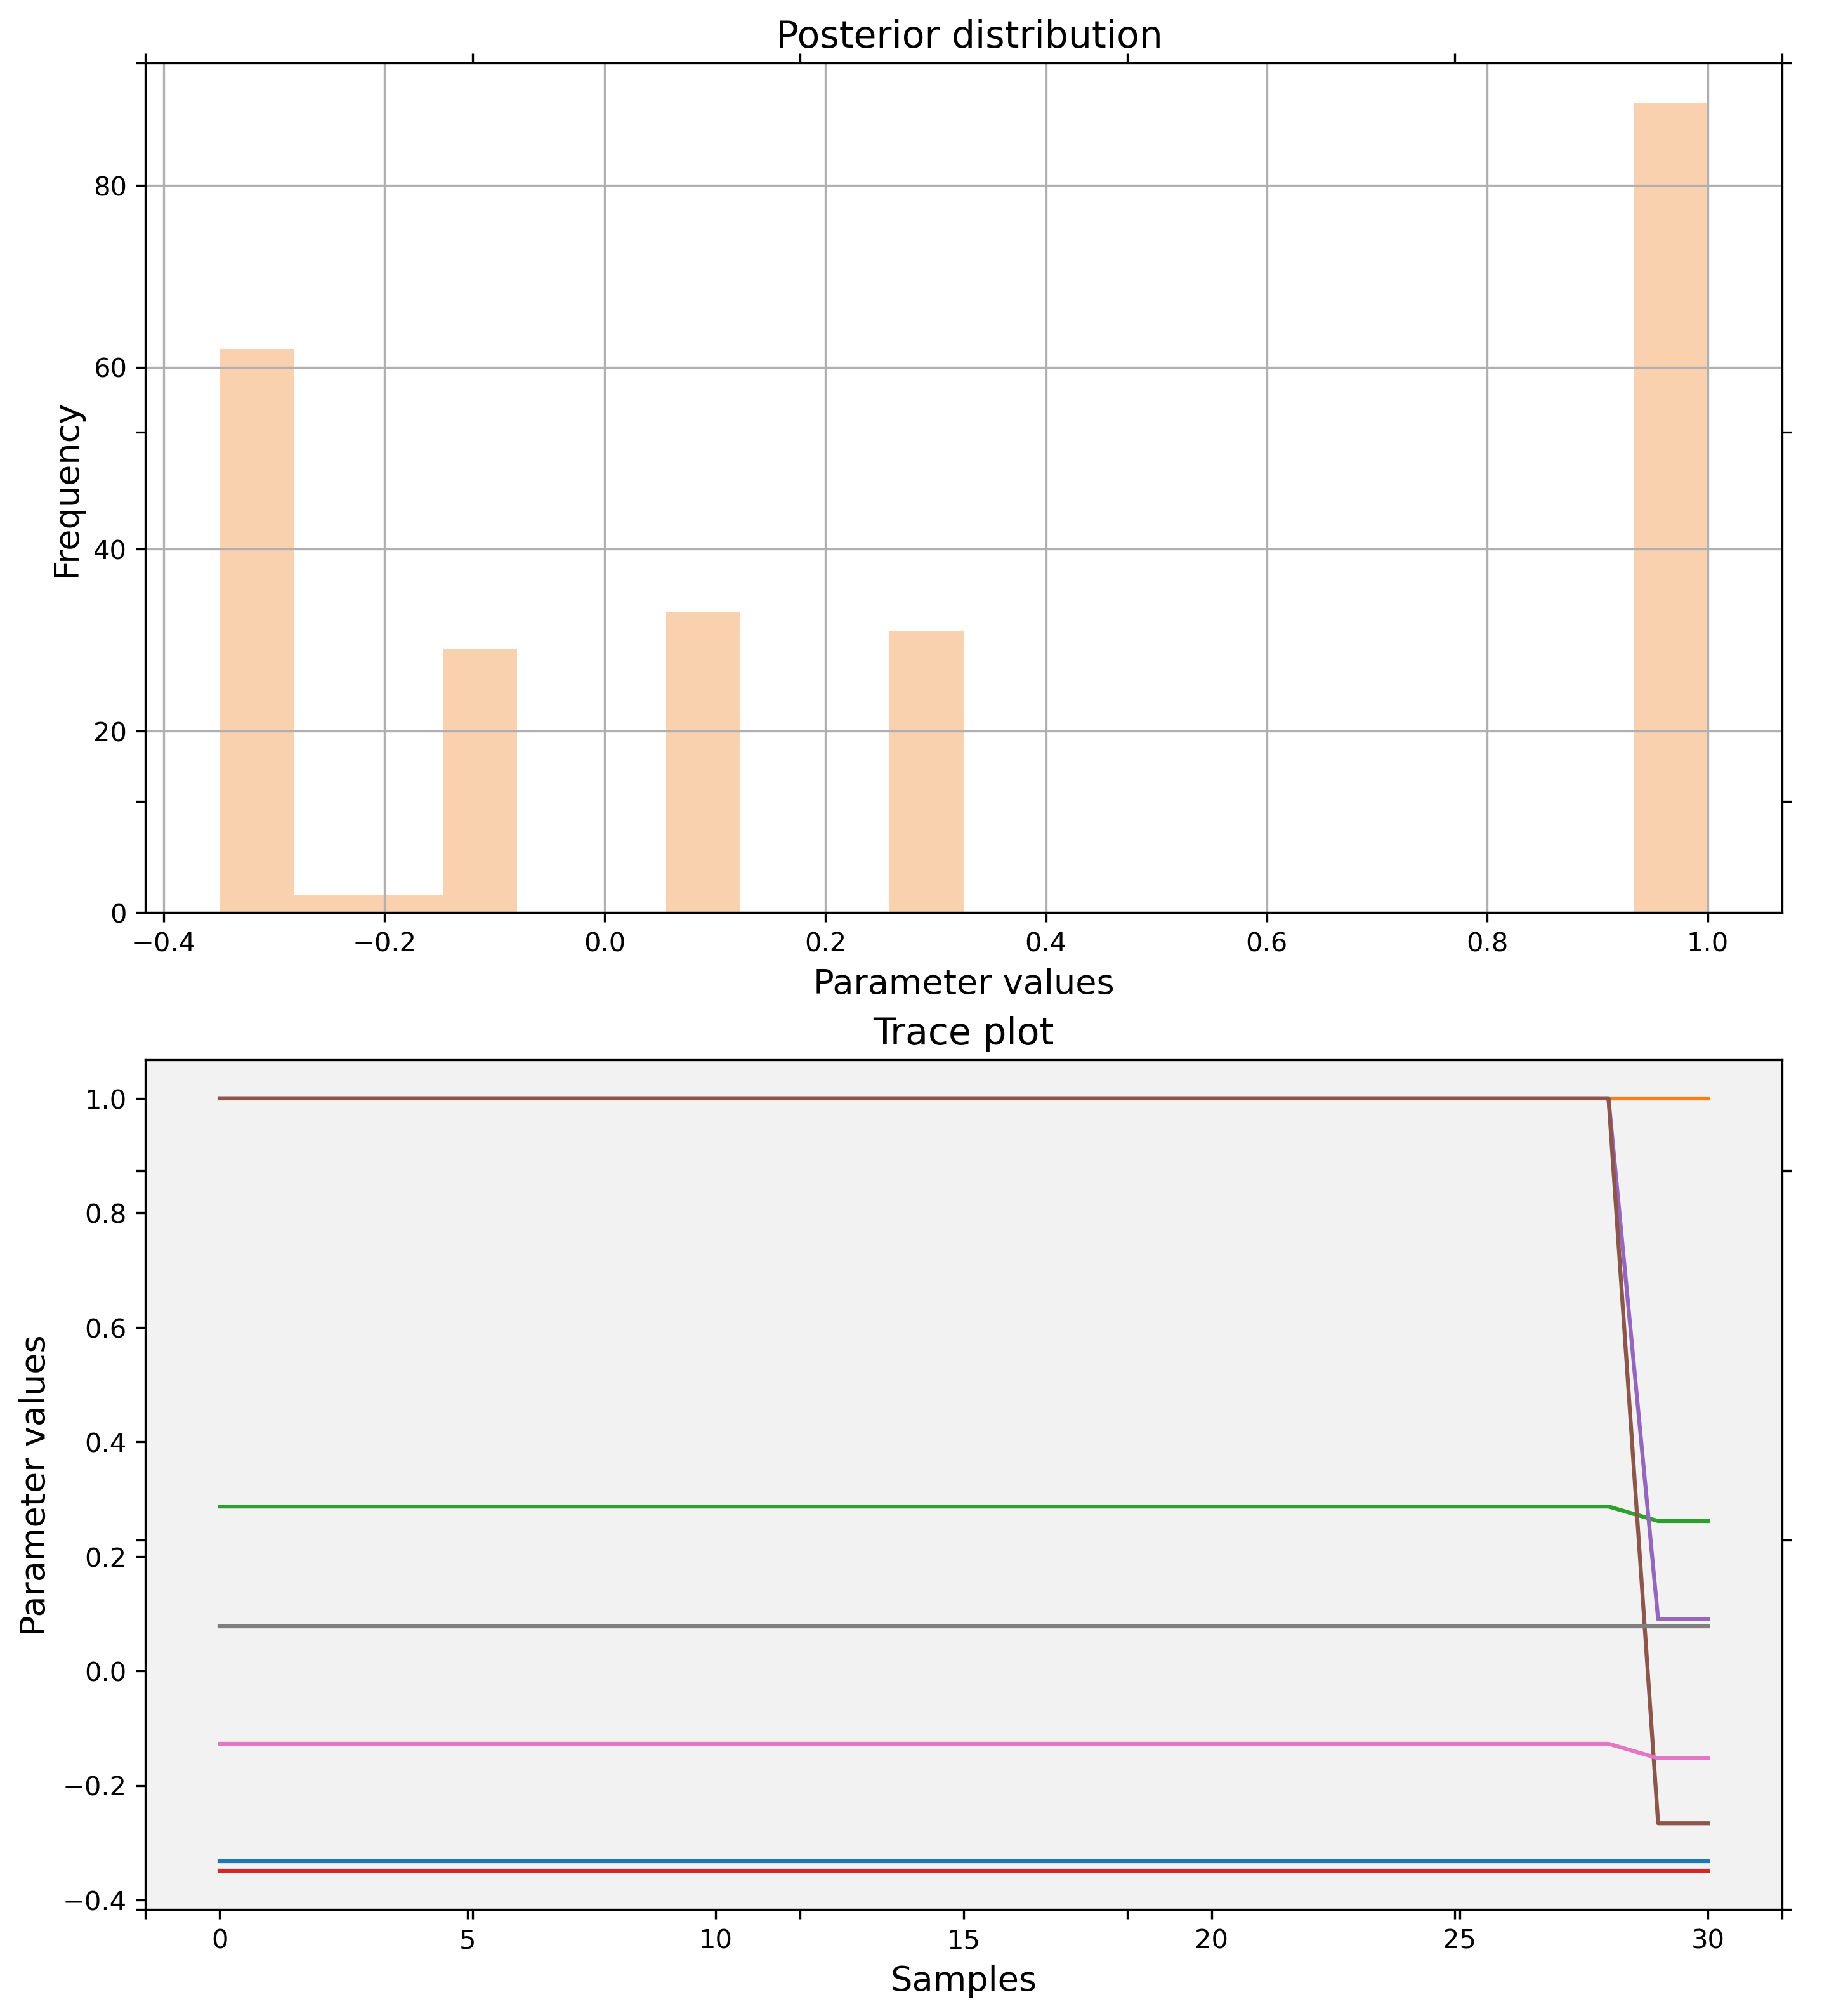 Posterior distribution
80
60
40
20
0
Frequency
−0.4 −0.2 0.0 0.2 0.4 0.6 0.8 1.0
Parameter values
Trace plot
1.0
0.8
0.6
0.4
0.2
0.0
−0.2
−0.4
Parameter values
0 5 10 15 20 25 30
Samples